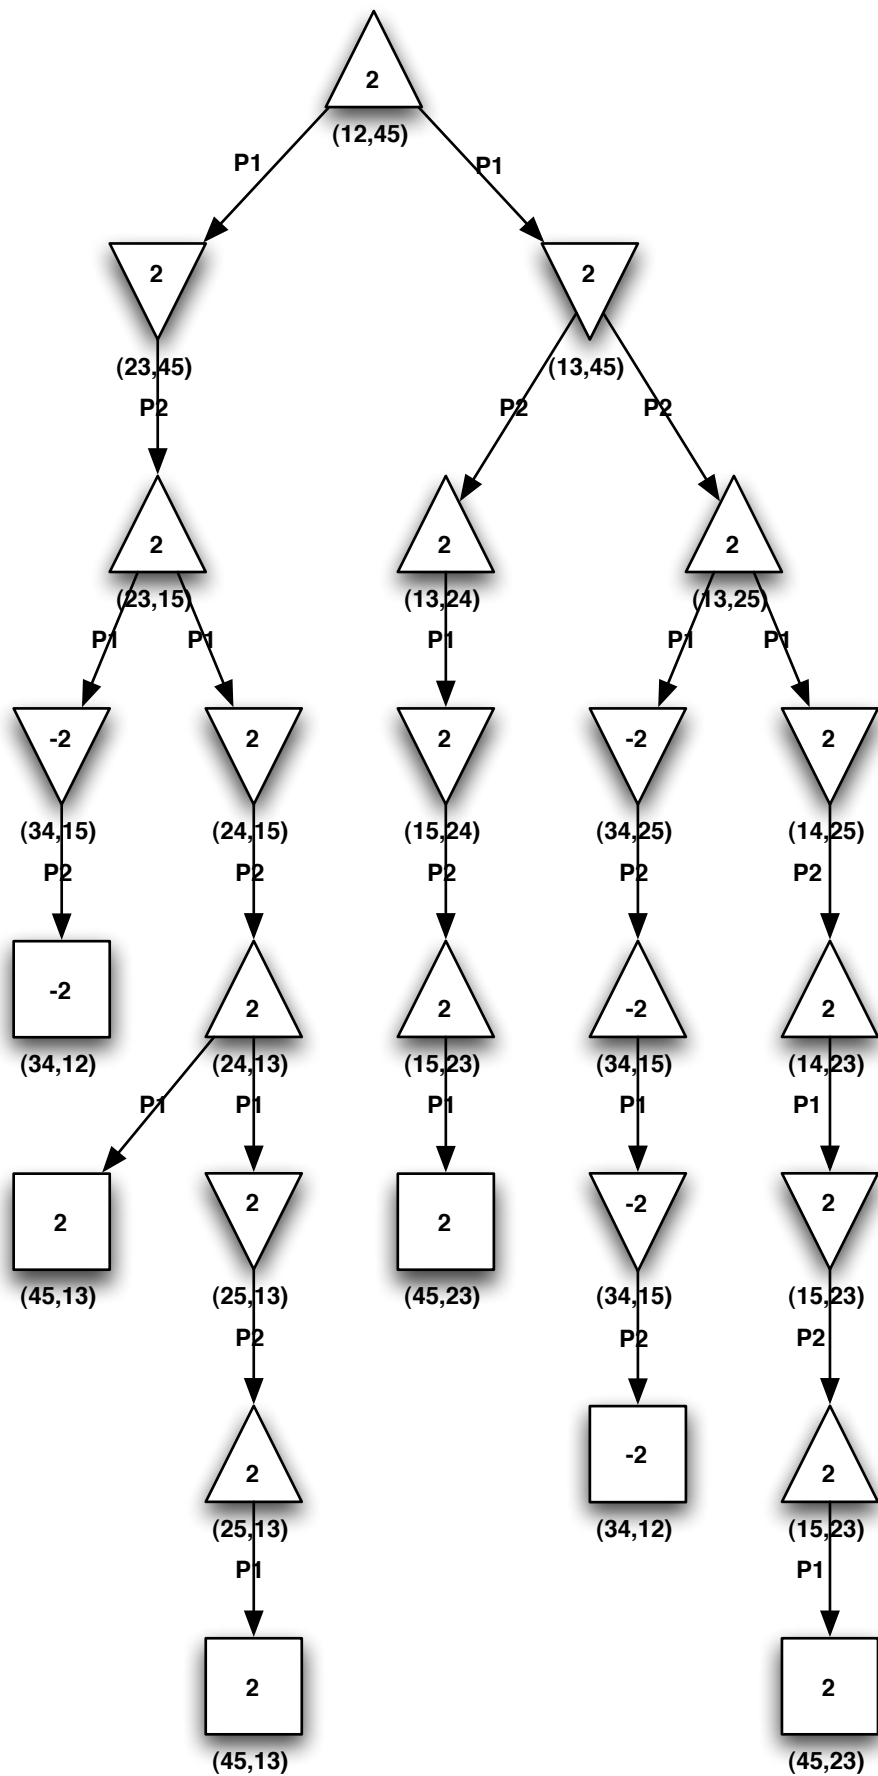 2
(12,45)
P1 P1
2 2
(23,45) (13,45)
P2 P2 P2
2 2 2
(23,15) (13,24) (13,25)
P1 P1 P1 P1 P1
-2 2 2 -2 2
(34,15) (24,15) (15,24) (34,25) (14,25)
P2 P2 P2 P2 P2
-2 2 2 -2 2
(34,12) (24,13) (15,23) (34,15) (14,23)
P1 P1 P1 P1 P1
2 2 2 -2 2
(45,13) (25,13) (45,23) (34,15) (15,23)
P2 P2 P2
2 -2 2
(25,13) (34,12) (15,23)
P1 P1
2 2
(45,13) (45,23)